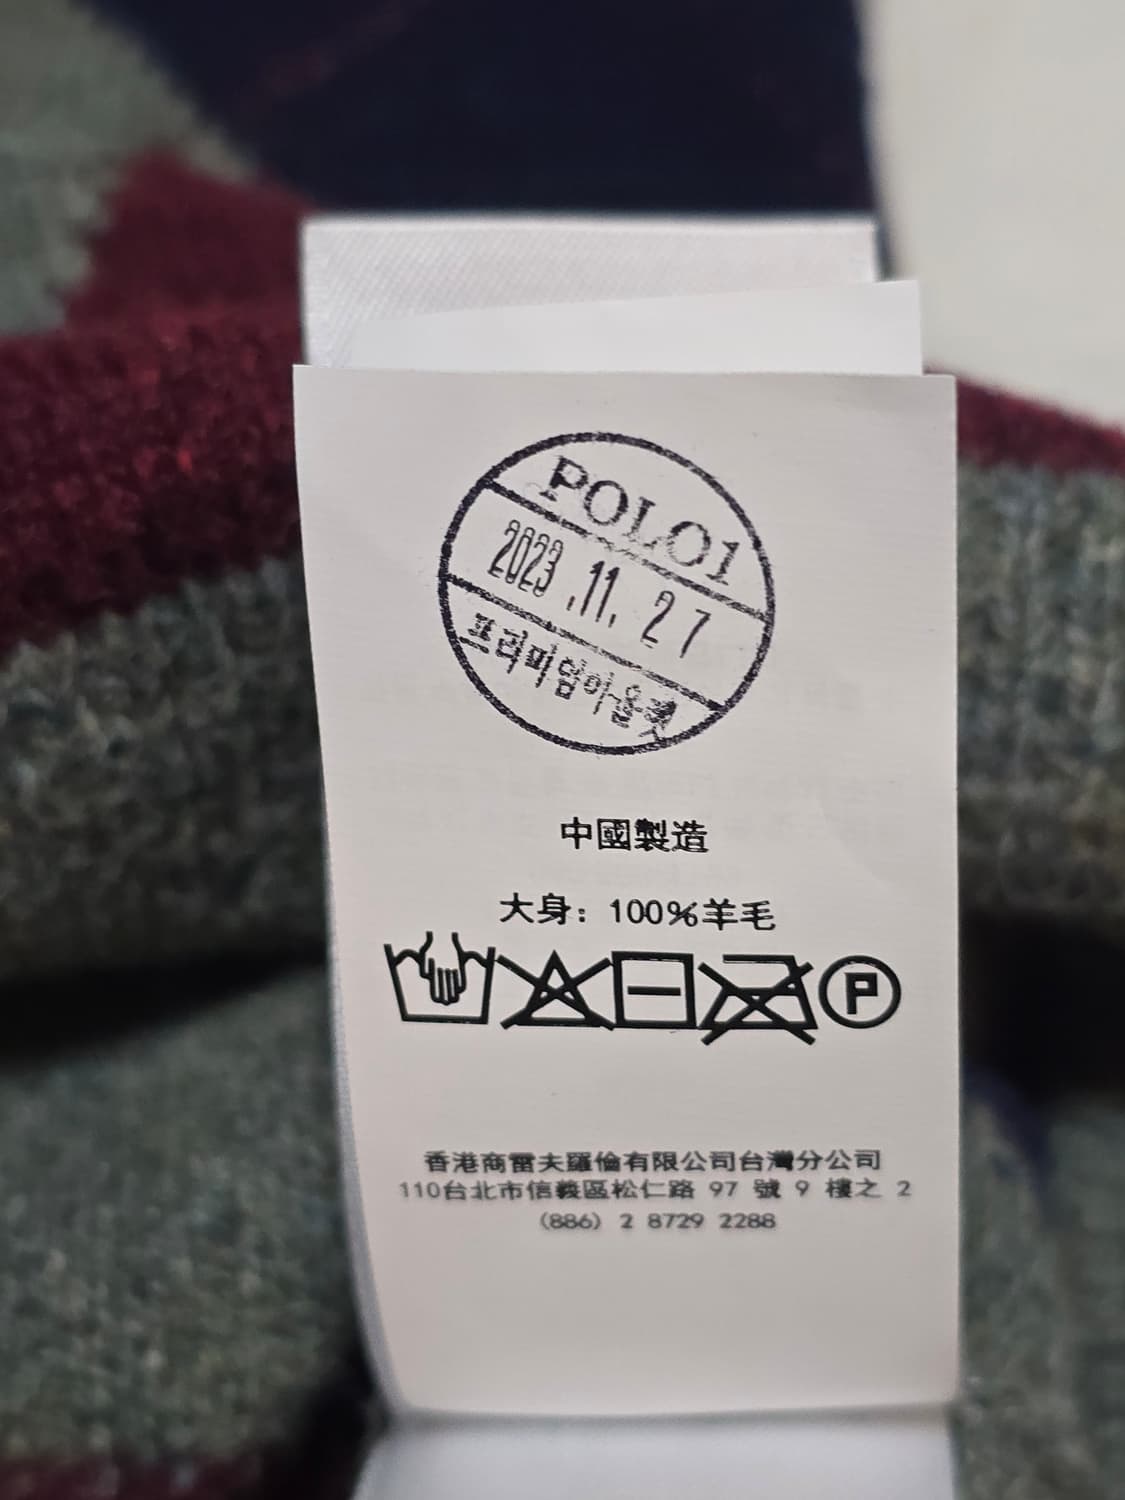 POLO1
2023.11.27
프리미엄아울렛
中國製造
大身: 100%羊毛
P
香港商雷夫羅倫有限公司台灣分公司
110台北市信義區松仁路 97 號 9 樓之 2
(886) 2 8729 2288